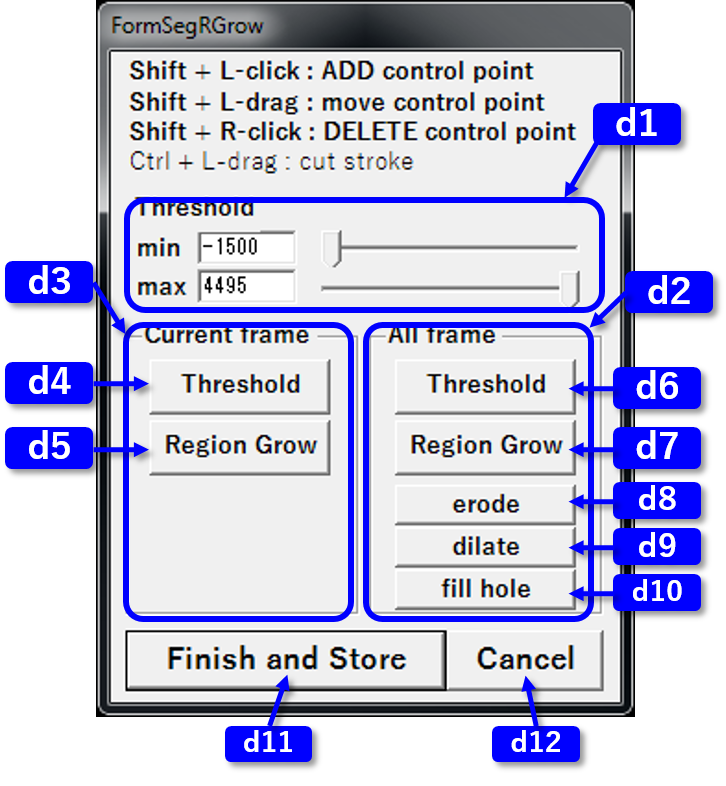 FormSegRGrow
Shift + L-click : ADD control point
Shift + L-drag : move control point
Shift + R-click : DELETE control point
Ctrl + L-drag : cut stroke
d1
Threshold
min -1500
max 4495
d3
d2
Current frame
All frame
d4
Threshold
Threshold
d6
d5
Region Grow
Region Grow
d7
erode
d8
dilate
d9
fill hole
d10
Finish and Store
Cancel
d11
d12